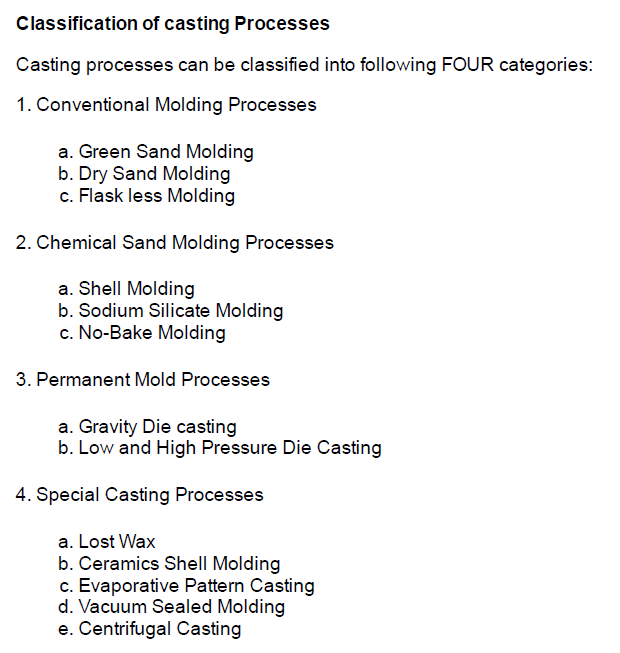 Classification of casting Processes
Casting processes can be classified into following FOUR categories:
1. Conventional Molding Processes
a. Green Sand Molding
b. Dry Sand Molding
c. Flask less Molding
2. Chemical Sand Molding Processes
a. Shell Molding
b. Sodium Silicate Molding
c. No-Bake Molding
3. Permanent Mold Processes
a. Gravity Die casting
b. Low and High Pressure Die Casting
4. Special Casting Processes
a. Lost Wax
b. Ceramics Shell Molding
c. Evaporative Pattern Casting
d. Vacuum Sealed Molding
e. Centrifugal Casting